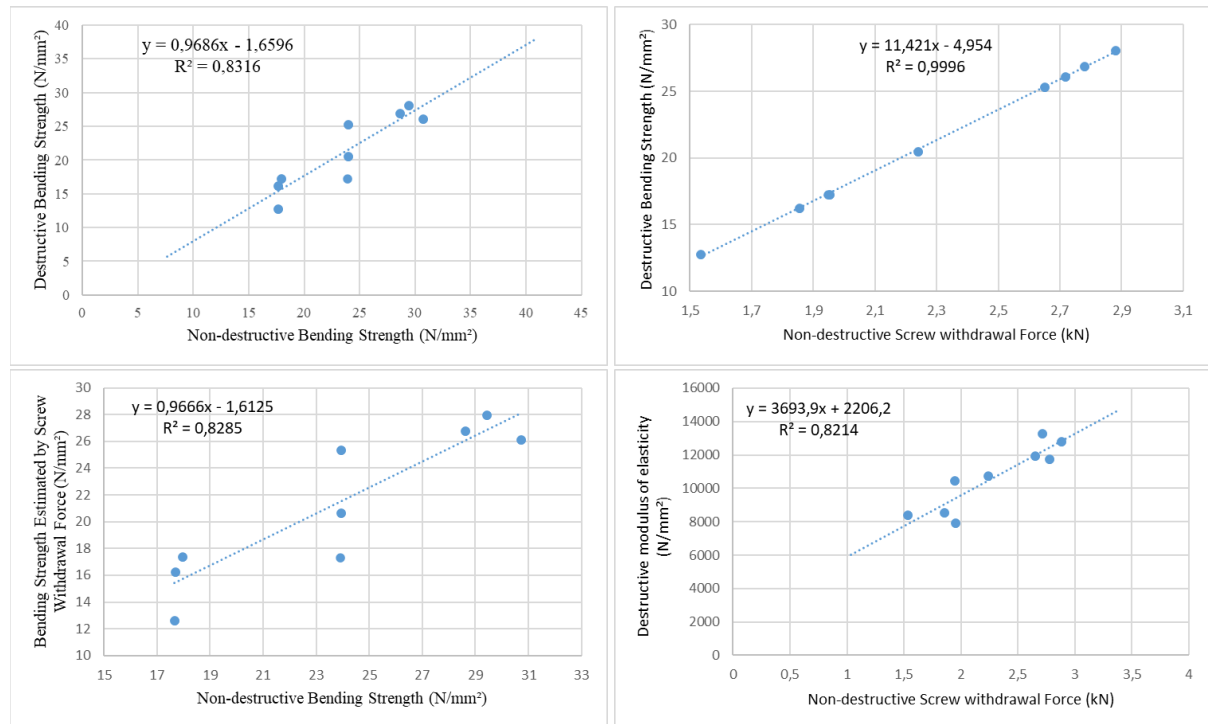 y = 0,9686x - 1,6596
R² = 0,8316
Destructive Bending Strength (N/mm²)
40
35
30
25
20
15
10
5
0
0 5 10 15 20 25 30 35 40 45
Non-destructive Bending Strength (N/mm²)
y = 11,421x - 4,954
R² = 0,9996
Destructive Bending Strength (N/mm²)
30
25
20
15
10
1,5 1,7 1,9 2,1 2,3 2,5 2,7 2,9 3,1
Non-destructive Screw withdrawal Force (kN)
y = 0,9666x - 1,6125
R² = 0,8285
Bending Strength Estimated by Screw
Withdrawal Force (N/mm²)
30
28
26
24
22
20
18
16
14
12
10
15 17 19 21 23 25 27 29 31 33
Non-destructive Bending Strength (N/mm²)
y = 3693,9x + 2206,2
R² = 0,8214
Destructive modulus of elasticity
(N/mm²)
16000
14000
12000
10000
8000
6000
4000
2000
0
0 0,5 1 1,5 2 2,5 3 3,5 4
Non-destructive Screw withdrawal Force (kN)